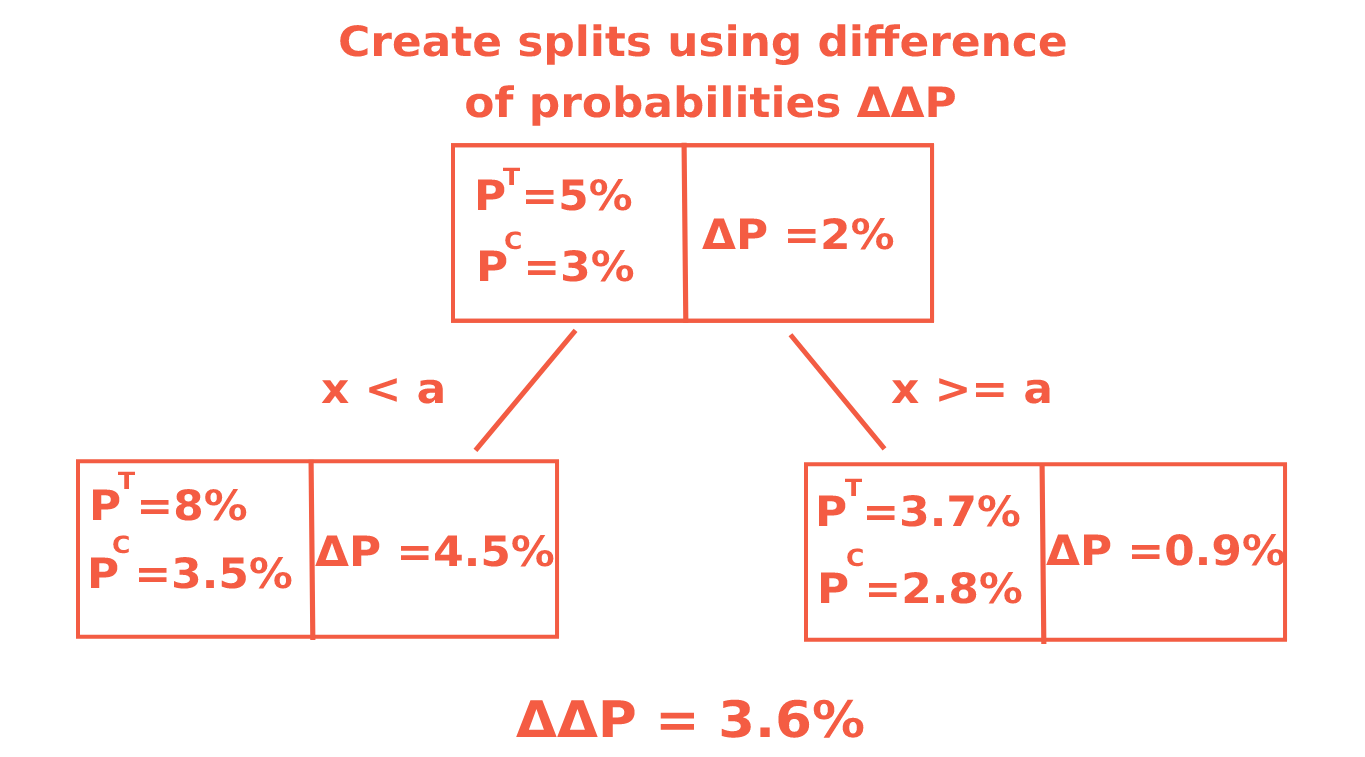 Create splits using difference
of probabilities ΔΔP
P^T=5%
P^C=3%
ΔP =2%
x < a
x >= a
P^T=8%
P^C=3.5%
ΔP =4.5%
P^T=3.7%
P^C=2.8%
ΔP =0.9%
ΔΔP = 3.6%